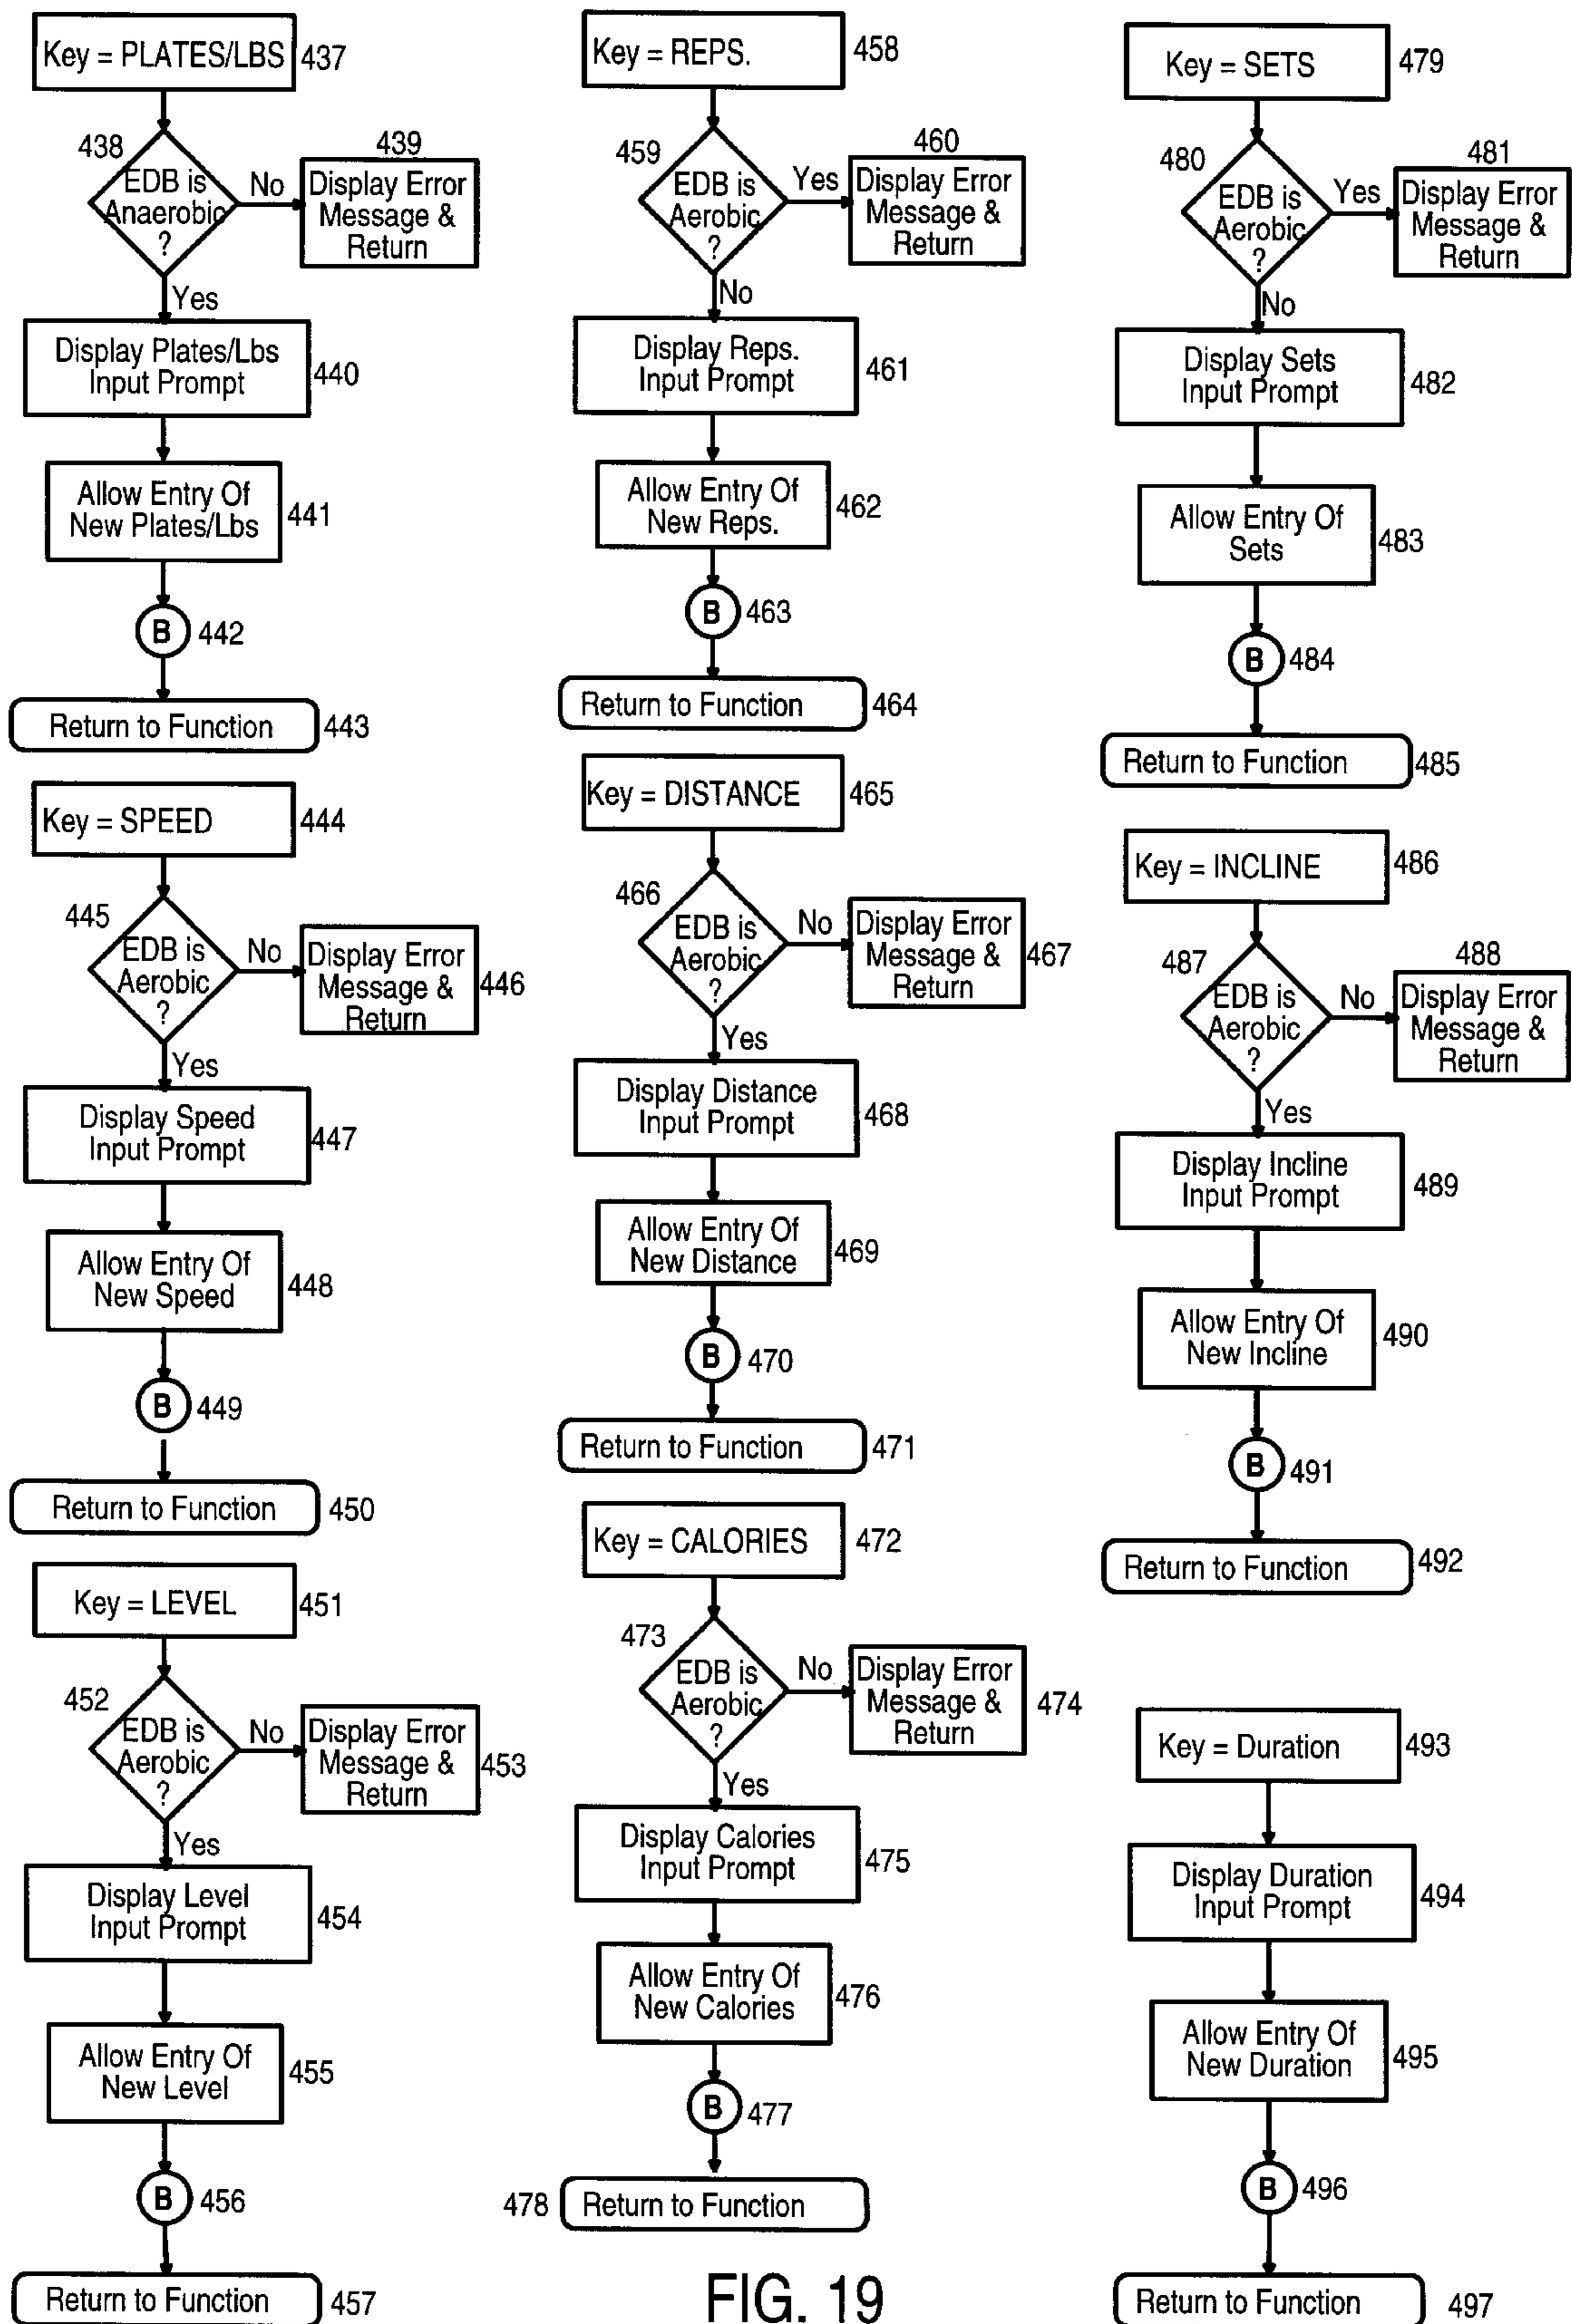 Key = PLATES/LBS
437
438
EDB is
Anaerobic
?
No
439
Display Error
Message &
Return
Yes
Display Plates/Lbs
Input Prompt
440
Allow Entry Of
New Plates/Lbs
441
B
442
Return to Function
443
Key = SPEED
444
445
EDB is
Aerobic
?
No
Display Error
Message &
Return
446
Yes
Display Speed
Input Prompt
447
Allow Entry Of
New Speed
448
B
449
Return to Function
450
Key = LEVEL
451
452
EDB is
Aerobic
?
No
Display Error
Message &
Return
453
Yes
Display Level
Input Prompt
454
Allow Entry Of
New Level
455
B
456
Return to Function
457
Key = REPS.
458
459
EDB is
Aerobic
?
Yes
460
Display Error
Message &
Return
No
Display Reps.
Input Prompt
461
Allow Entry Of
New Reps.
462
B
463
Return to Function
464
Key = DISTANCE
465
466
EDB is
Aerobic
?
No
Display Error
Message &
Return
467
Yes
Display Distance
Input Prompt
468
Allow Entry Of
New Distance
469
B
470
Return to Function
471
Key = CALORIES
472
473
EDB is
Aerobic
?
No
Display Error
Message &
Return
474
Yes
Display Calories
Input Prompt
475
Allow Entry Of
New Calories
476
B
477
478
Return to Function
Key = SETS
479
480
EDB is
Aerobic
?
Yes
481
Display Error
Message &
Return
No
Display Sets
Input Prompt
482
Allow Entry Of
Sets
483
B
484
Return to Function
485
Key = INCLINE
486
487
EDB is
Aerobic
?
No
488
Display Error
Message &
Return
Yes
Display Incline
Input Prompt
489
Allow Entry Of
New Incline
490
B
491
Return to Function
492
Key = Duration
493
Display Duration
Input Prompt
494
Allow Entry Of
New Duration
495
B
496
Return to Function
497
FIG. 19